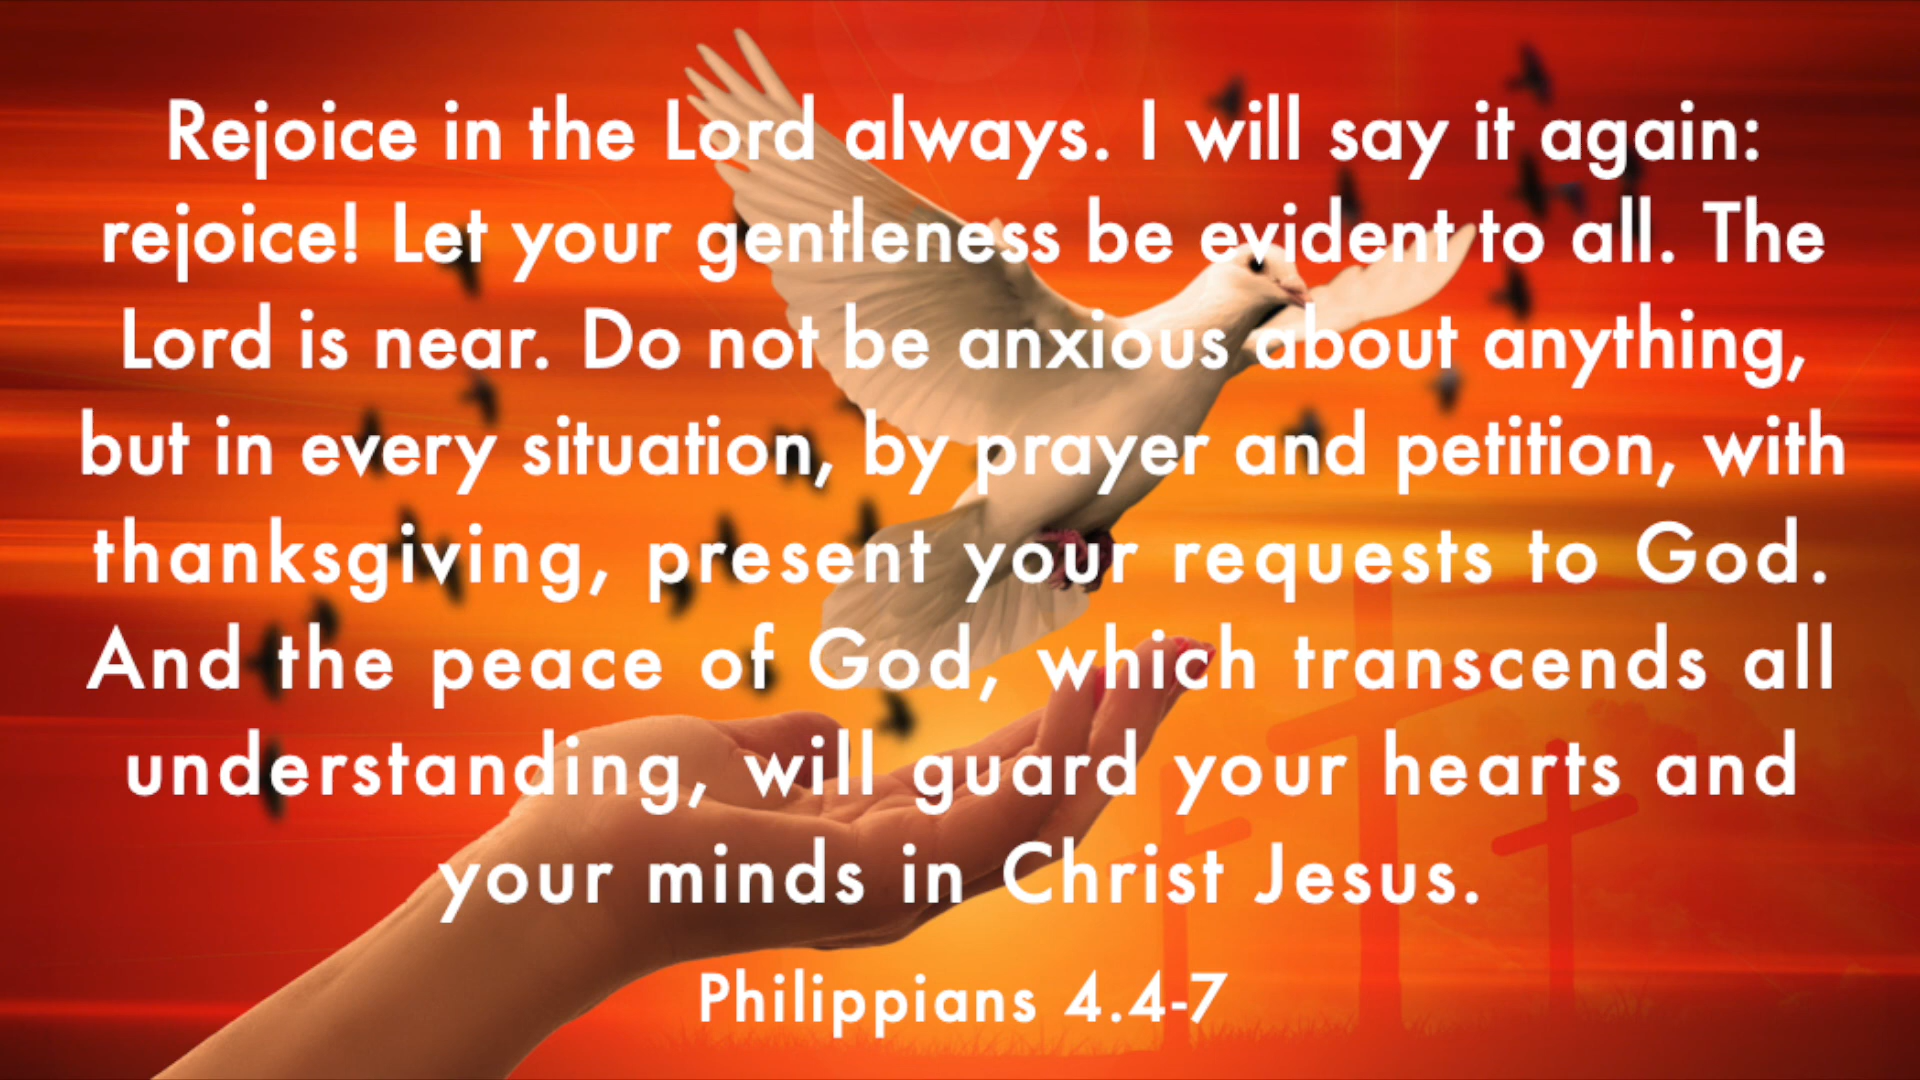 Rejoice in the Lord always. I will say it again:
rejoice! Let your gentleness be evident to all. The
Lord is near. Do not be anxious about anything,
but in every situation, by prayer and petition, with
thanksgiving, present your requests to God.
And the peace of God, which transcends all
understanding, will guard your hearts and
your minds in Christ Jesus.
Philippians 4.4-7